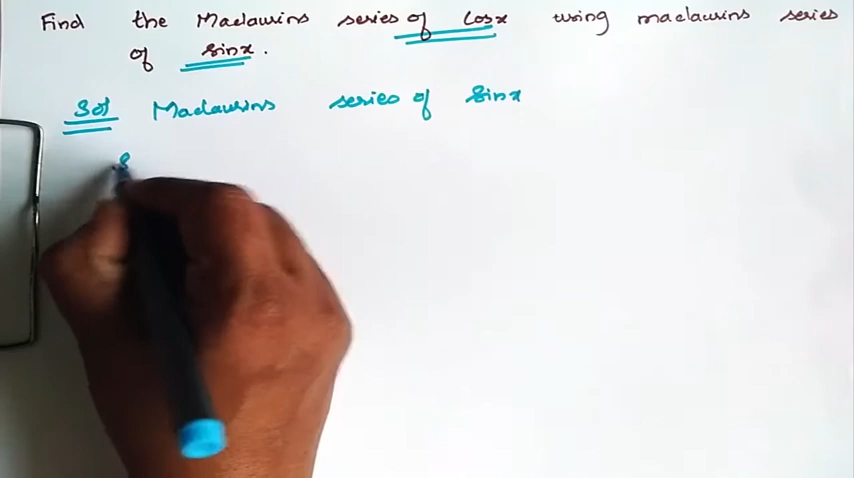 Find the Maclaurins series of Cosx using maclaurins series
of Sinx.
Sol Maclaurins series of Sinx